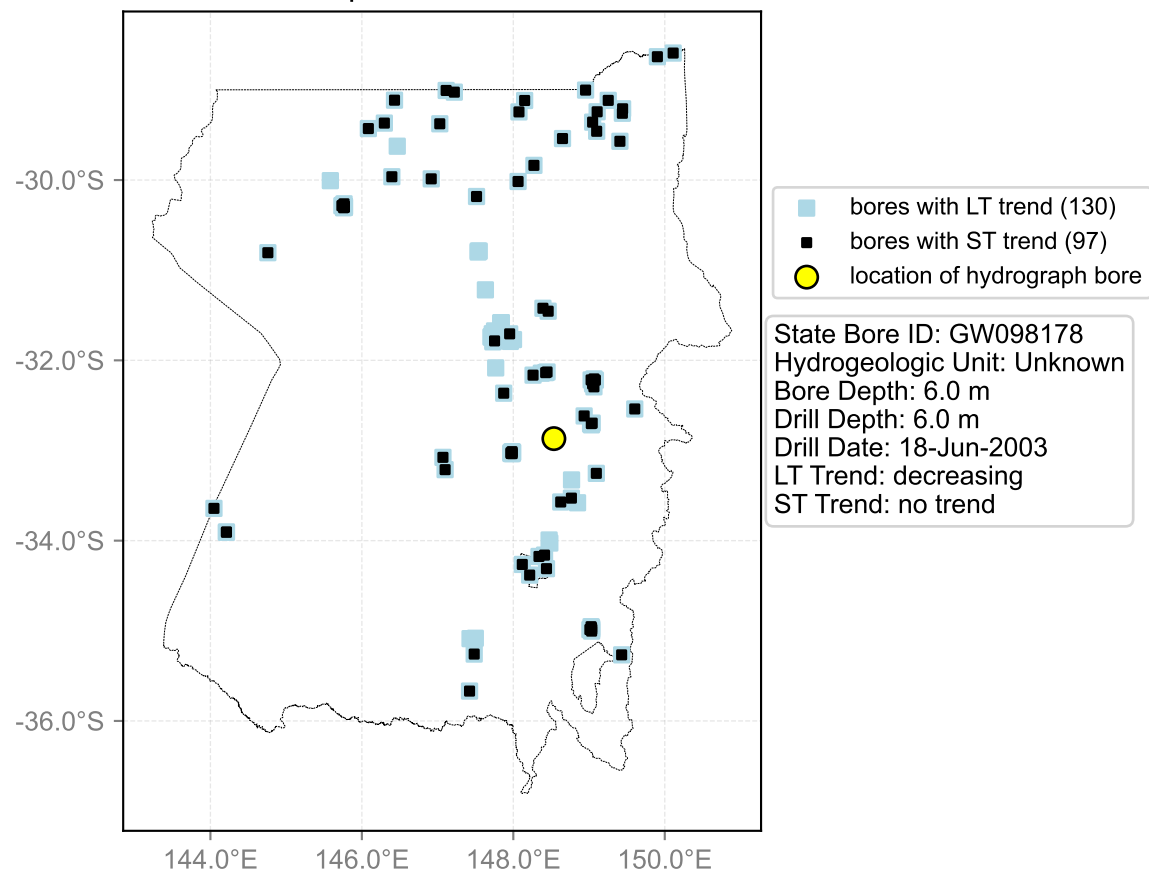 -30.0°S
-32.0°S
-34.0°S
-36.0°S
144.0°E
146.0°E
148.0°E
150.0°E
bores with LT trend (130)
bores with ST trend (97)
location of hydrograph bore
State Bore ID: GW098178
Hydrogeologic Unit: Unknown
Bore Depth: 6.0 m
Drill Depth: 6.0 m
Drill Date: 18-Jun-2003
LT Trend: decreasing
ST Trend: no trend